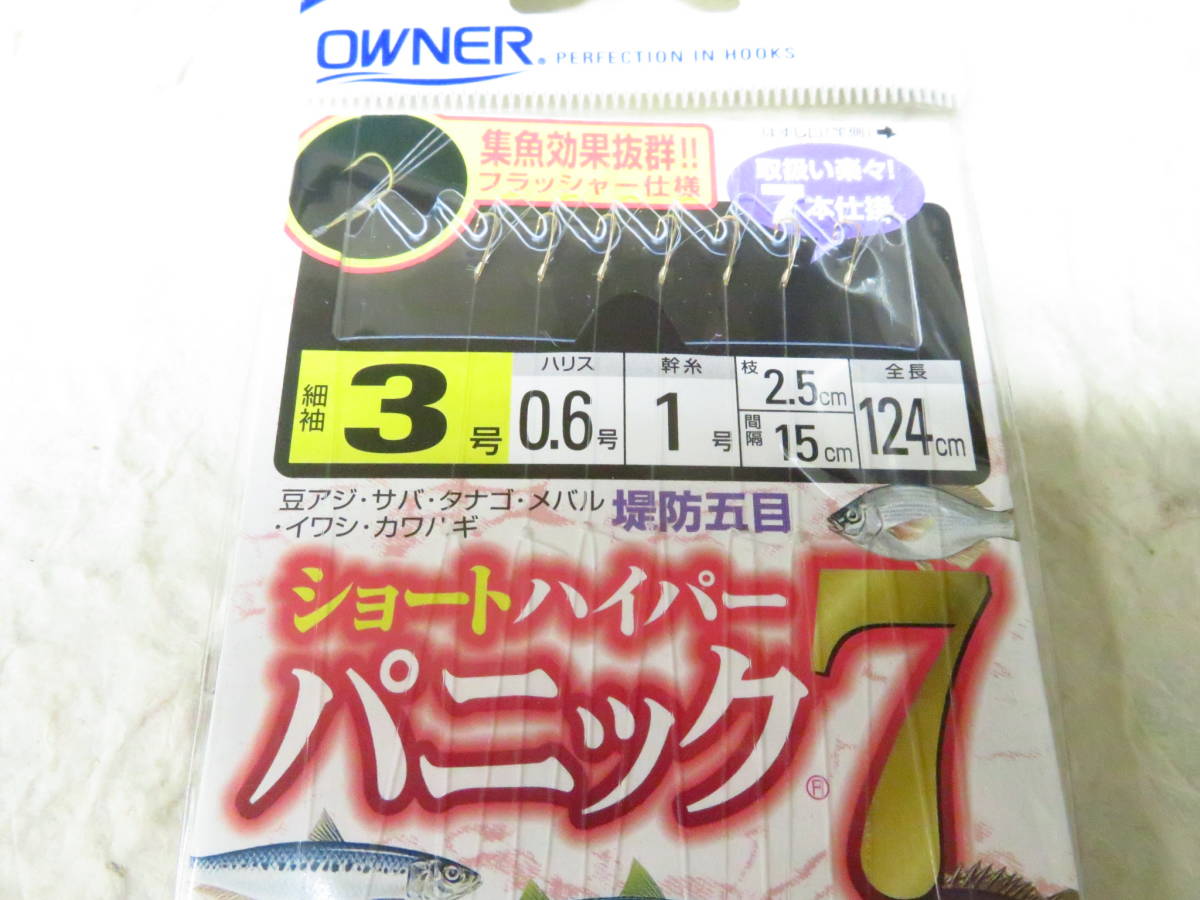 OWNER® PERFECTION IN HOOKS
集魚効果抜群!!
フラッシャー仕様
取扱い楽々!
7本仕掛
細袖 3号
ハリス 0.6号
幹糸 1号
枝 2.5cm
間隔 15cm
全長 124cm
豆アジ・サバ・タナゴ・メバル
・イワシ・カワハギ
堤防五目
ショートハイパー
パニック7